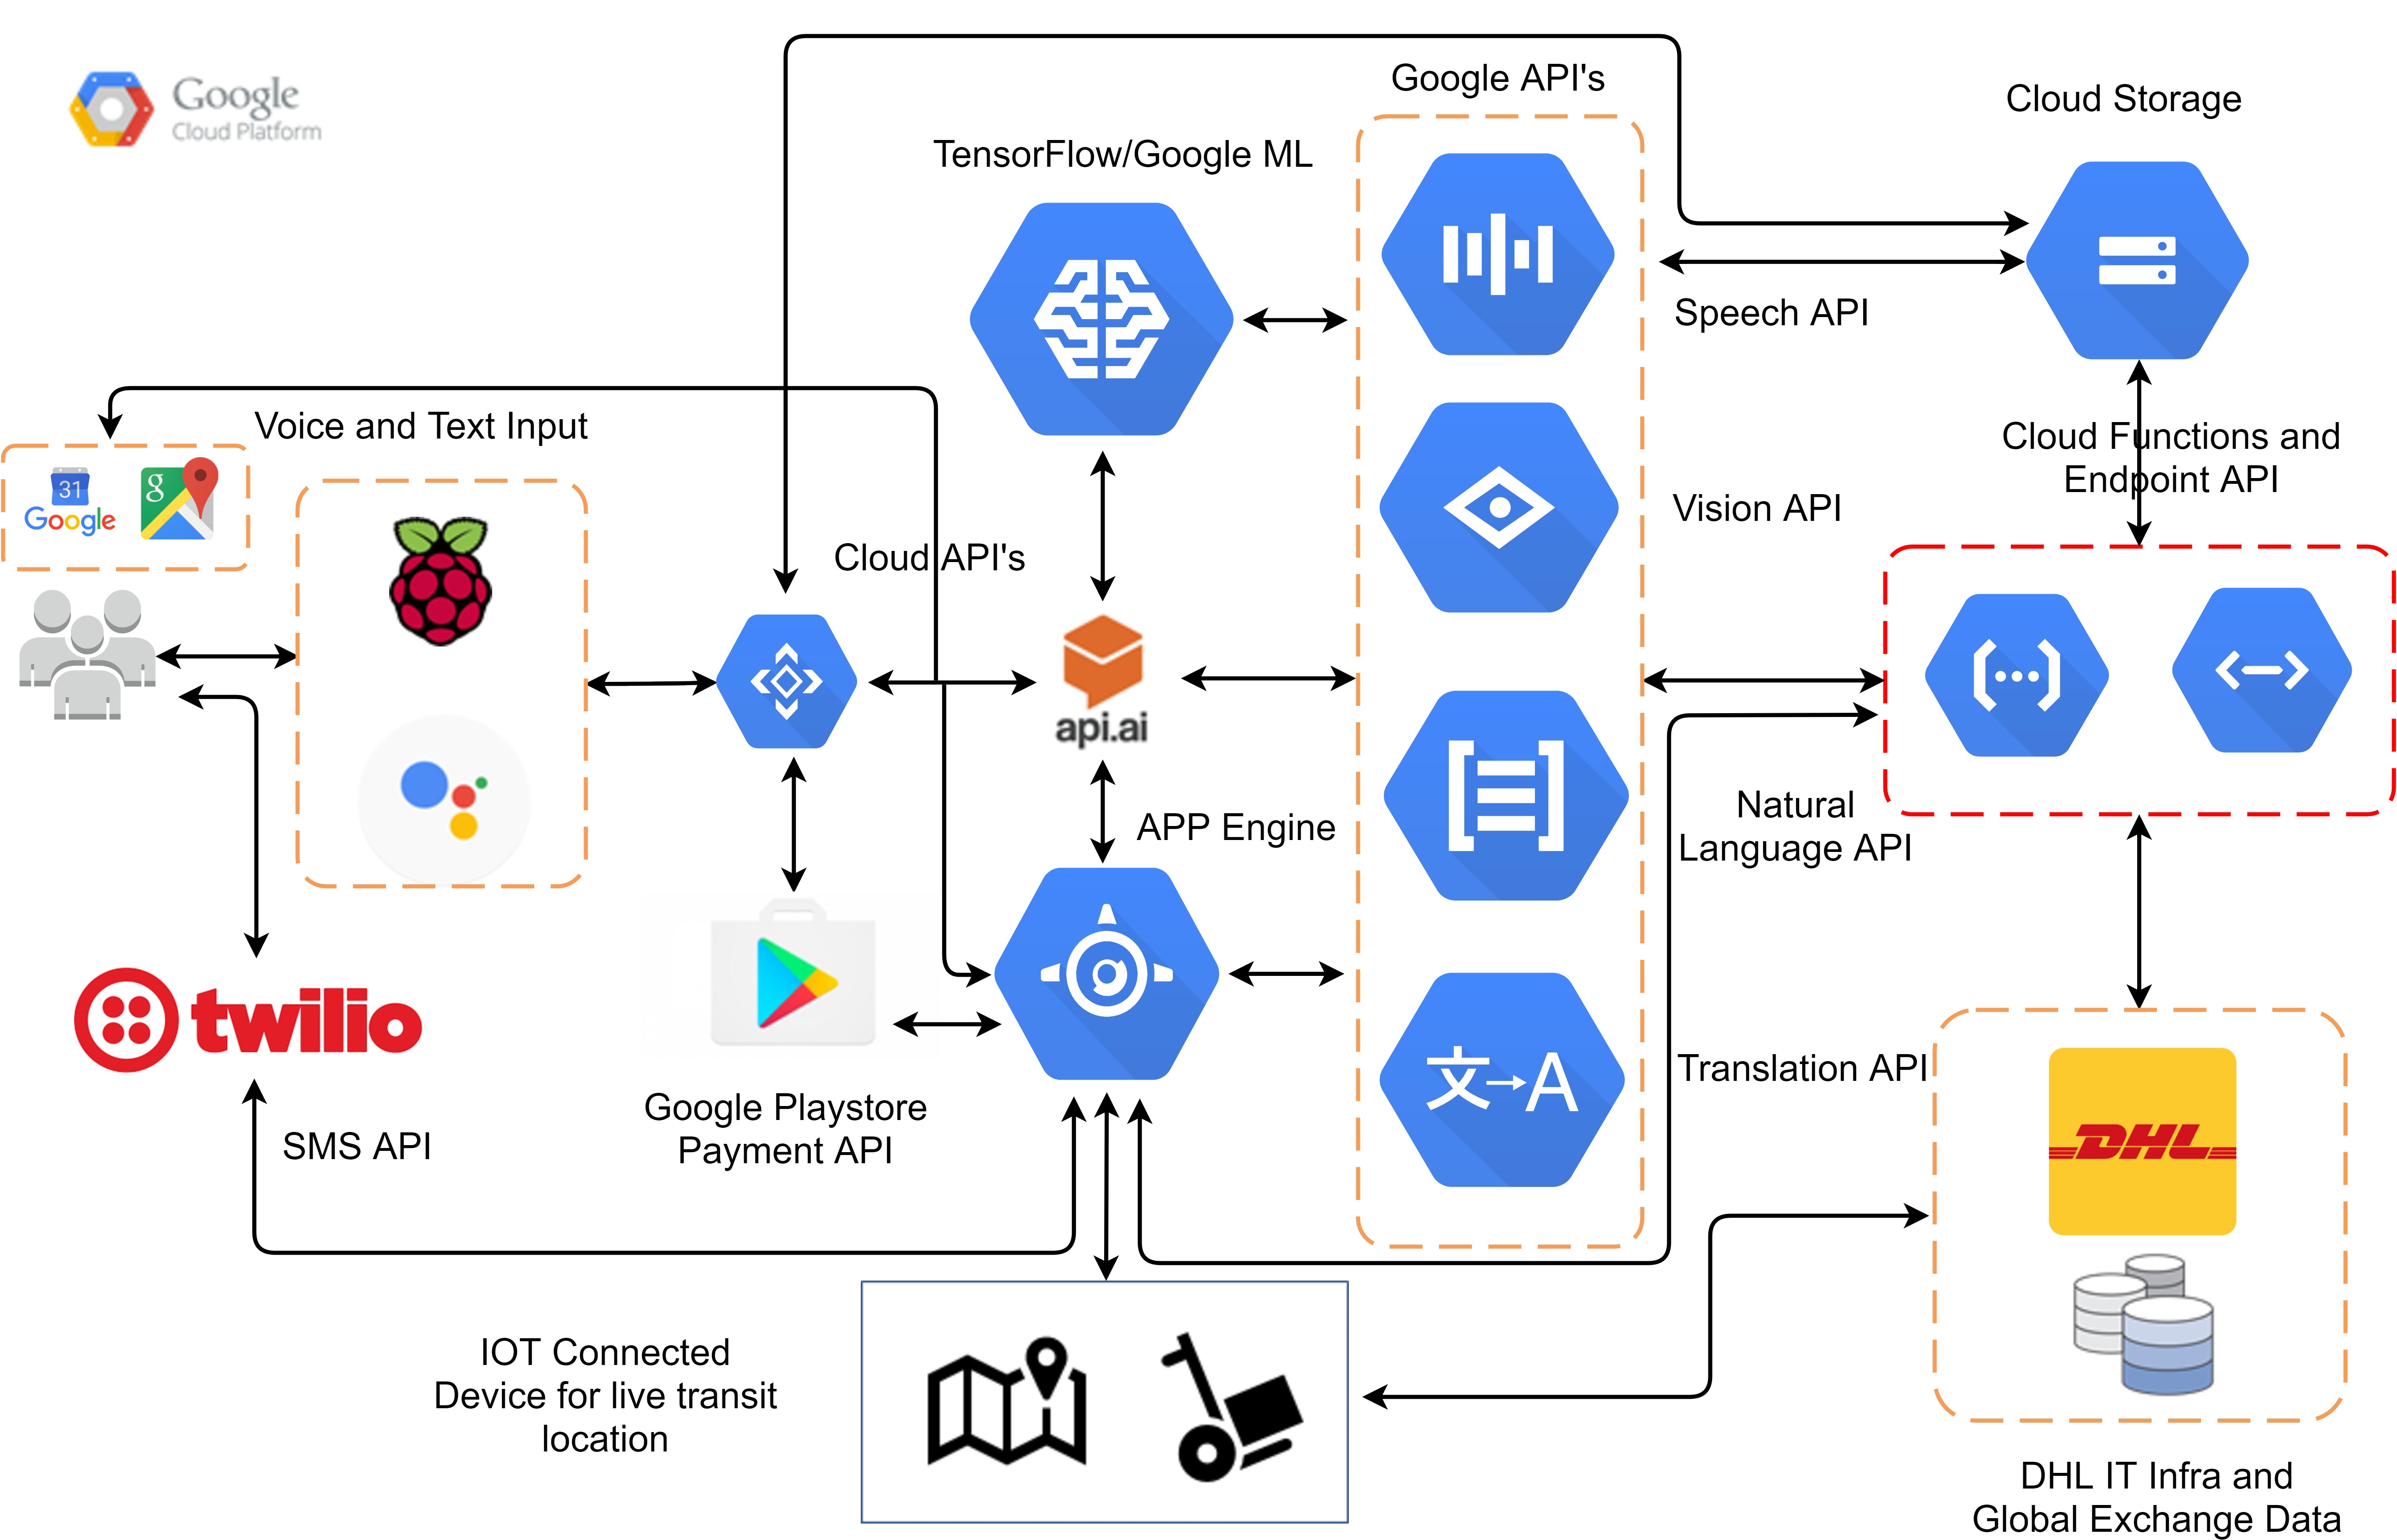 Google
Cloud Platform
Google API's
Cloud Storage
TensorFlow/Google ML
Speech API
Voice and Text Input
Cloud Functions and
Endpoint API
31
Google
g
Vision API
Cloud API's
api.ai
Natural
Language API
APP Engine
twilio
Translation API
文→A
Google Playstore
Payment API
SMS API
DHL
IOT Connected
Device for live transit
location
DHL IT Infra and
Global Exchange Data